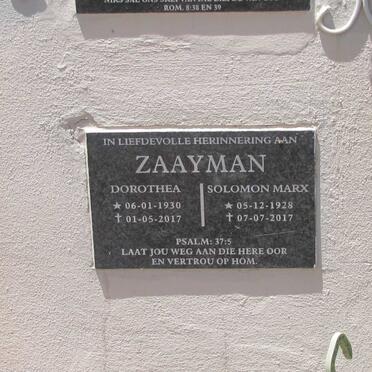 ROM. 8:38 EN 39
IN LIEFDEVOLLE HERINNERING AAN
ZAAYMAN
DOROTHEA
★ 06-01-1930
✝ 01-05-2017
SOLOMON MARX
★ 05-12-1928
✝ 07-07-2017
PSALM: 37:5
LAAT JOU WEG AAN DIE HERE OOR
EN VERTROU OP HOM.